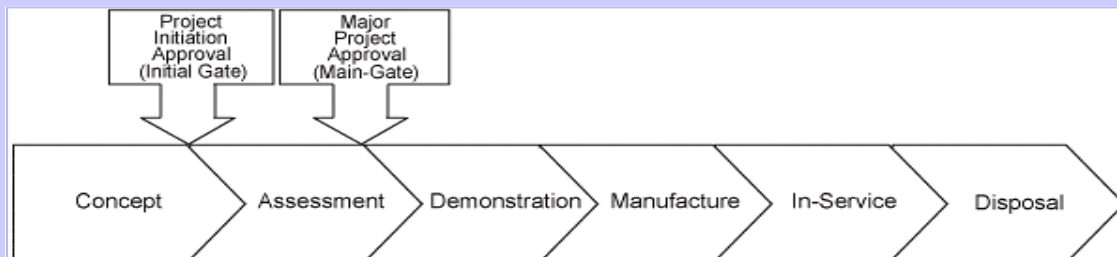 Project
Initiation
Approval
(Initial Gate)
Major
Project
Approval
(Main-Gate)
Concept
Assessment
Demonstration
Manufacture
In-Service
Disposal